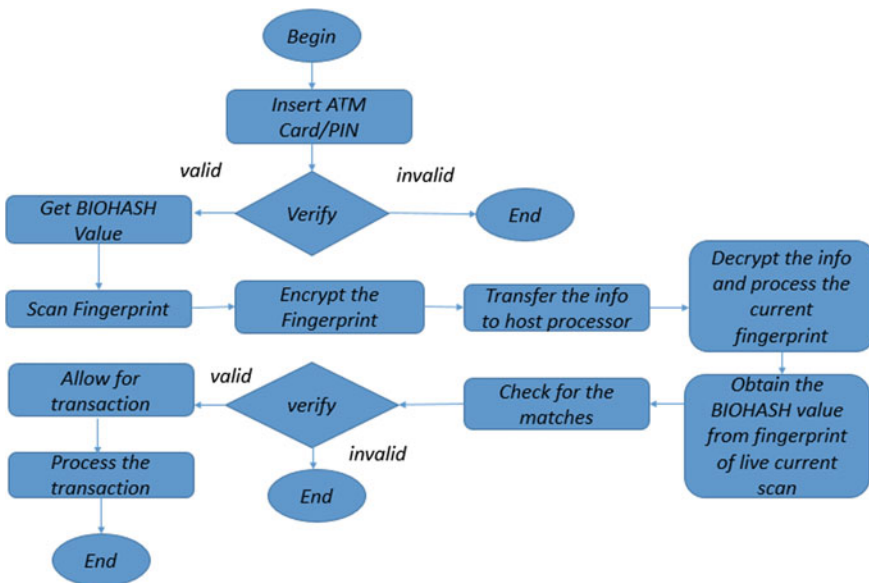 Begin
Insert ATM
Card/PIN
valid
invalid
Get BIOHASH
Value
Verify
End
Scan Fingerprint
Encrypt the
Fingerprint
Transfer the info
to host processor
Decrypt the info
and process the
current
fingerprint
Allow for
transaction
valid
verify
invalid
Check for the
matches
Obtain the
BIOHASH value
from fingerprint
of live current
scan
Process the
transaction
End
End